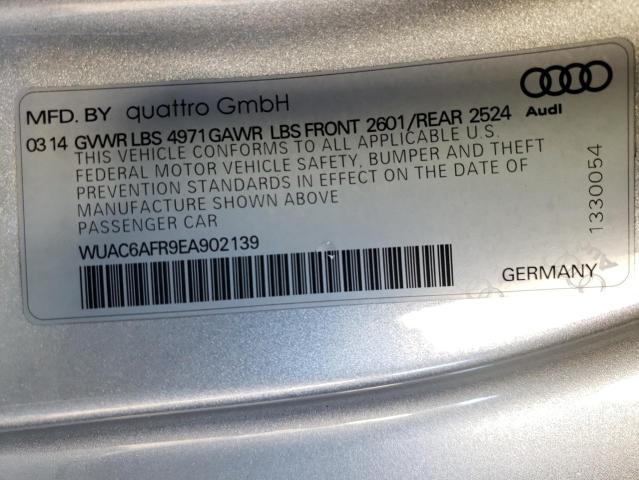 MFD. BY quattro GmbH
Audi
03 14 GVWR LBS 4971 GAWR LBS FRONT 2601/REAR 2524
THIS VEHICLE CONFORMS TO ALL APPLICABLE U.S.
FEDERAL MOTOR VEHICLE SAFETY, BUMPER AND THEFT
PREVENTION STANDARDS IN EFFECT ON THE DATE OF
MANUFACTURE SHOWN ABOVE
PASSENGER CAR
WUAC6AFR9EA902139
GERMANY
1330054